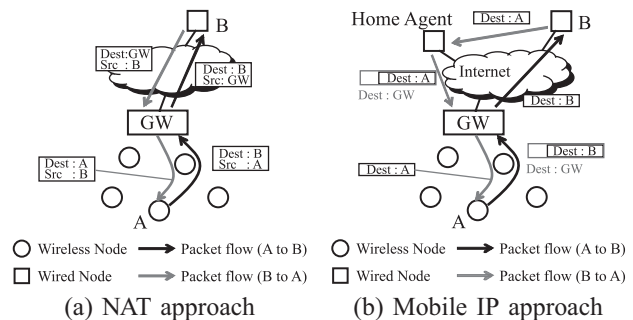 B
Dest:GW
Src : B
Dest : B
Src: GW
GW
Dest : A
Src : B
Dest : B
Src : A
A
Wireless Node
Packet flow (A to B)
Wired Node
Packet flow (B to A)
(a) NAT approach
Home Agent
Dest : A
B
Internet
Dest : A
Dest : GW
Dest : B
GW
Dest : B
Dest : GW
Dest : A
A
Wireless Node
Packet flow (A to B)
Wired Node
Packet flow (B to A)
(b) Mobile IP approach